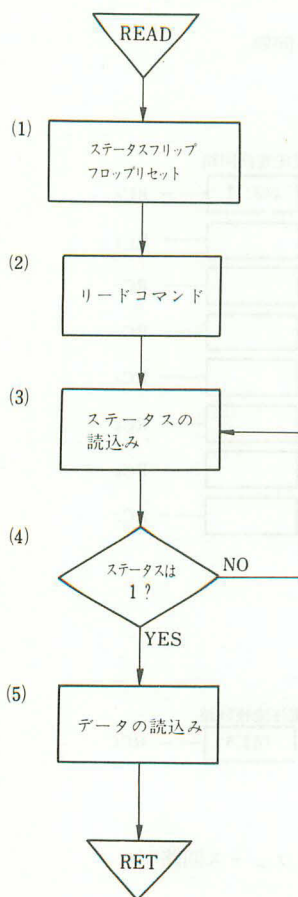 READ
(1)
ステータスフリップ
フロップリセット
(2)
リードコマンド
(3)
ステータスの
読込み
(4)
ステータスは
1?
NO
YES
(5)
データの読込み
RET